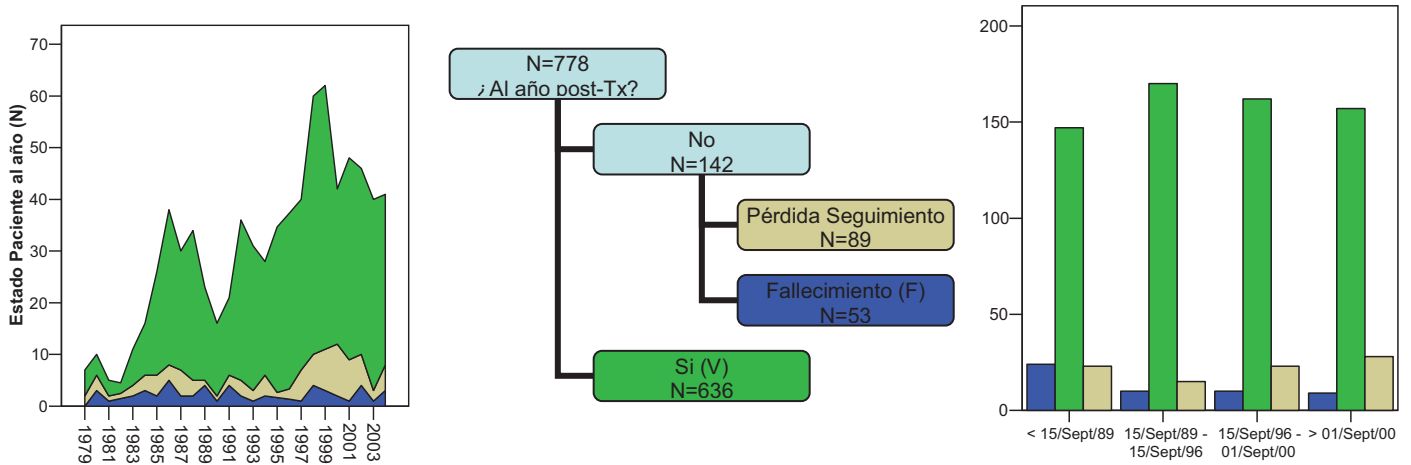 Estado Paciente al año (N)
70
60
50
40
30
20
10
0
1979
1981
1983
1985
1987
1989
1991
1993
1995
1997
1999
2001
2003
N=778
¿Al año post-Tx?
No
N=142
Pérdida Seguimiento
N=89
Fallecimiento (F)
N=53
Si (V)
N=636
200
150
100
50
0
< 15/Sept/89
15/Sept/89 -
15/Sept/96
15/Sept/96 -
01/Sept/00
> 01/Sept/00